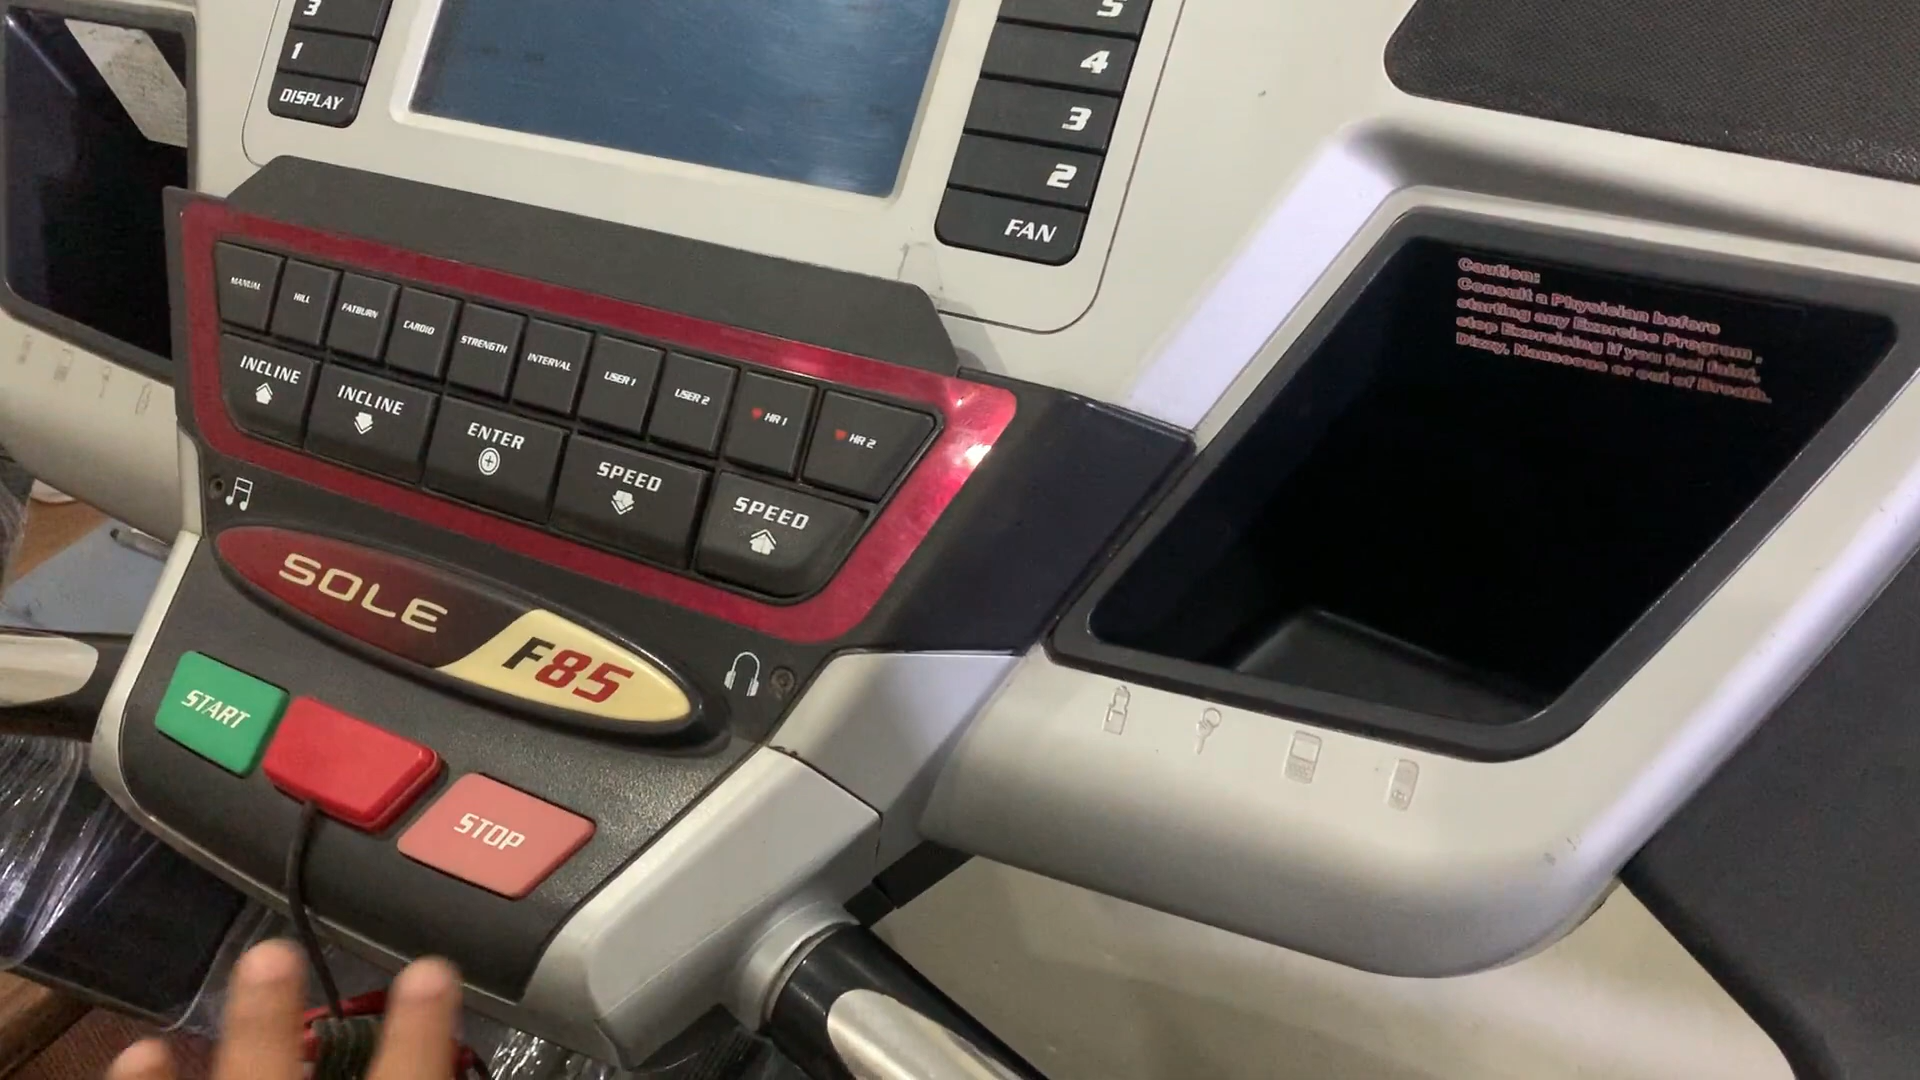 3
1
DISPLAY
5
4
3
2
FAN
MANUAL
HILL
FATBURN
CARDIO
STRENGTH
INTERVAL
USER 1
USER 2
HR 1
HR 2
INCLINE
INCLINE
ENTER
SPEED
SPEED
SOLE
F85
START
STOP
Caution:
Consult a Physician before
starting any Exercise Program .
stop Exercising if you feel faint,
Dizzy, Nauseous or out of Breath.